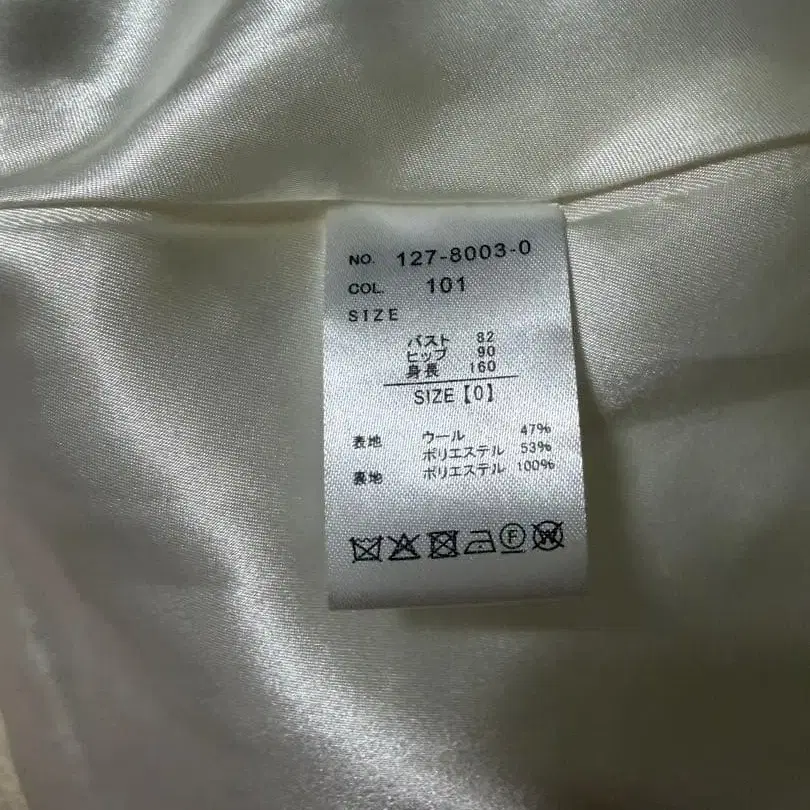 NO. 127-8003-0
COL. 101
SIZE
バスト 82
ヒップ 90
身長 160
SIZE【0】
表地 ウール 47%
ポリエステル 53%
裏地 ポリエステル 100%
F W